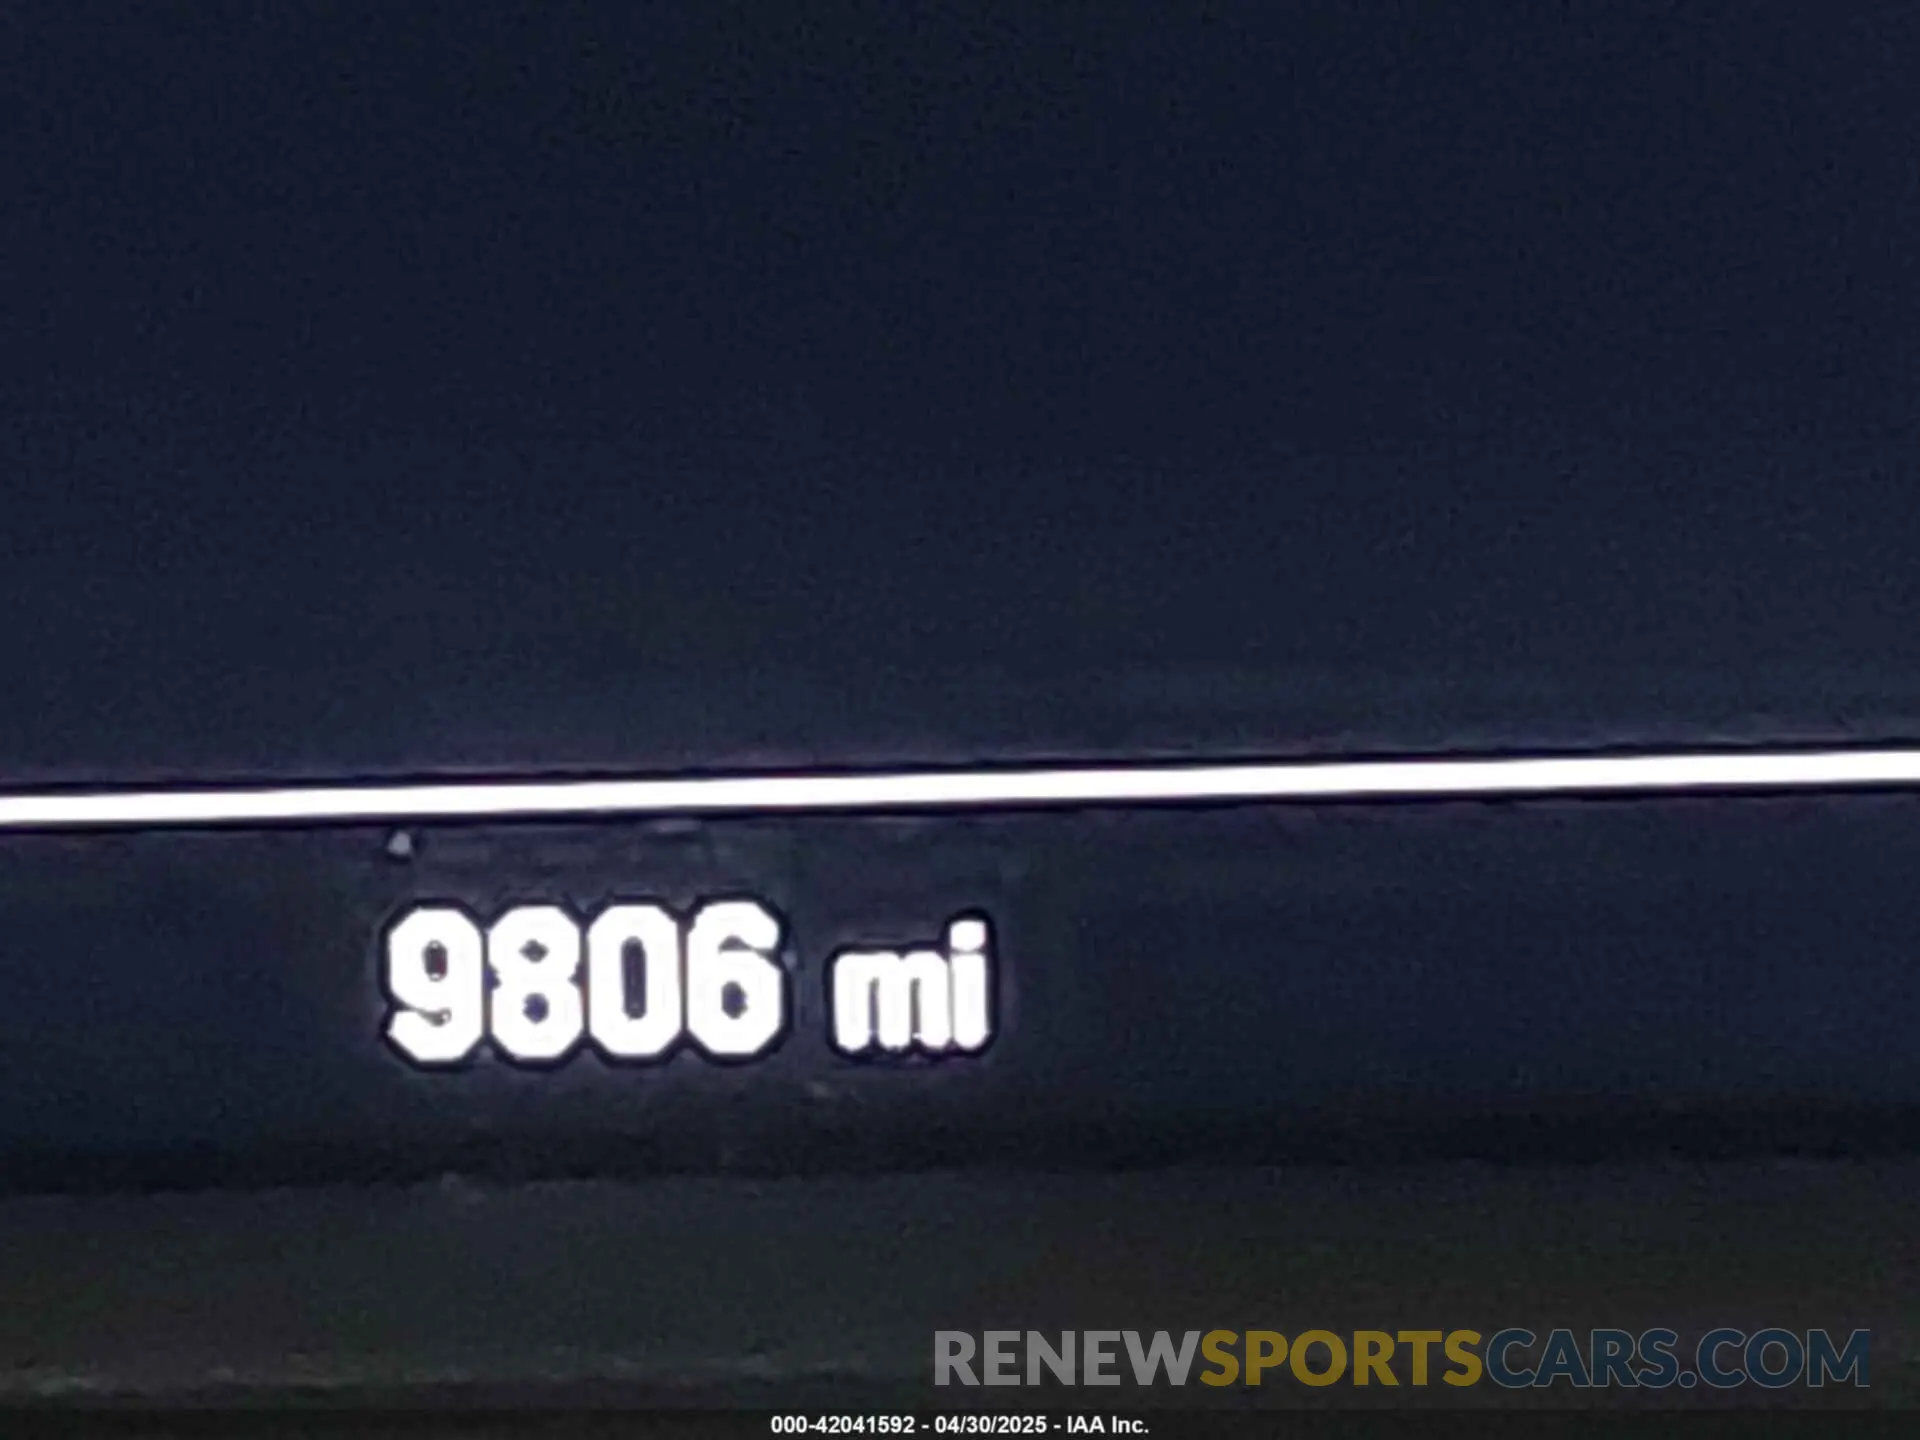 9806 mi
RENEWSPORTSCARS.COM
000-42041592 - 04/30/2025 - IAA Inc.